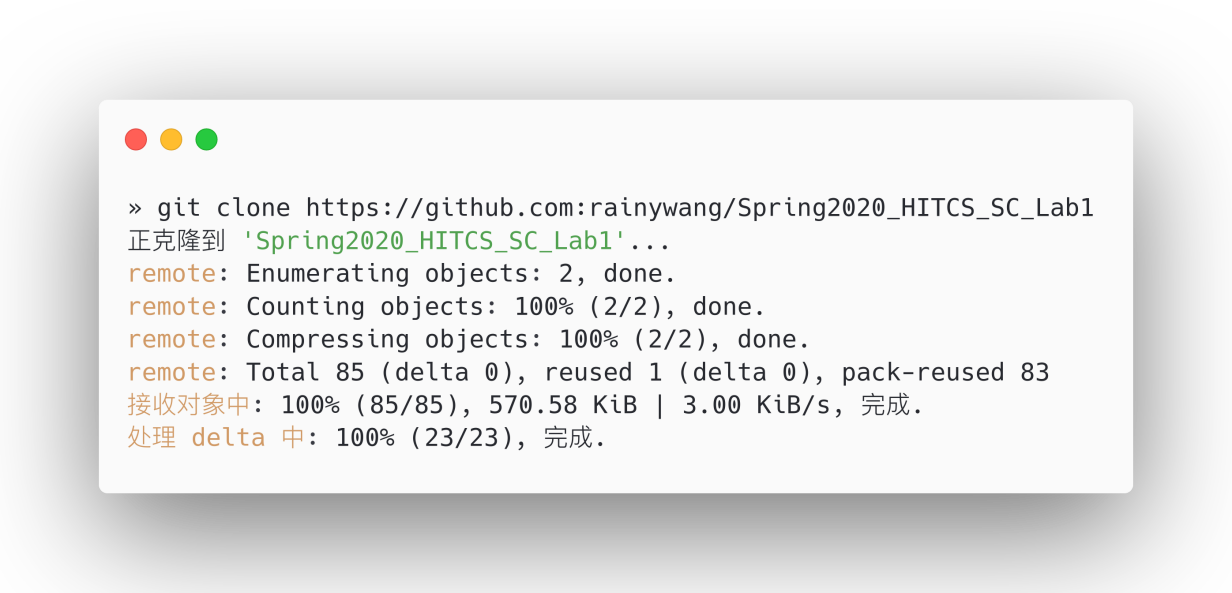 » git clone https://github.com:rainywang/Spring2020_HITCS_SC_Lab1
正克隆到 'Spring2020_HITCS_SC_Lab1'...
remote: Enumerating objects: 2, done.
remote: Counting objects: 100% (2/2), done.
remote: Compressing objects: 100% (2/2), done.
remote: Total 85 (delta 0), reused 1 (delta 0), pack-reused 83
接收对象中: 100% (85/85), 570.58 KiB | 3.00 KiB/s, 完成.
处理 delta 中: 100% (23/23), 完成.